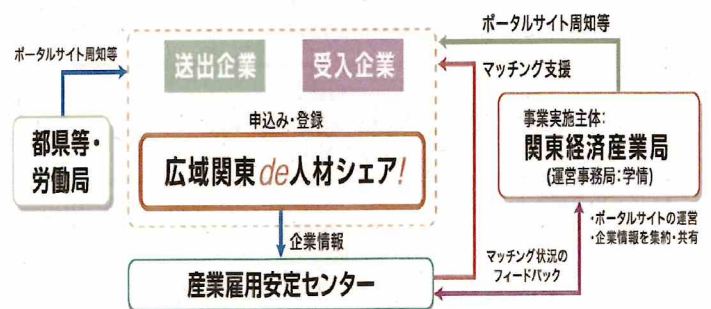 ポータルサイト周知等
ポータルサイト周知等
送出企業
受入企業
マッチング支援
都県等・
労働局
申込み・登録
広域関東de人材シェア!
事業実施主体:
関東経済産業局
(運営事務局:学情)
企業情報
・ポータルサイトの運営
・企業情報を集約・共有
マッチング状況の
フィードバック
産業雇用安定センター